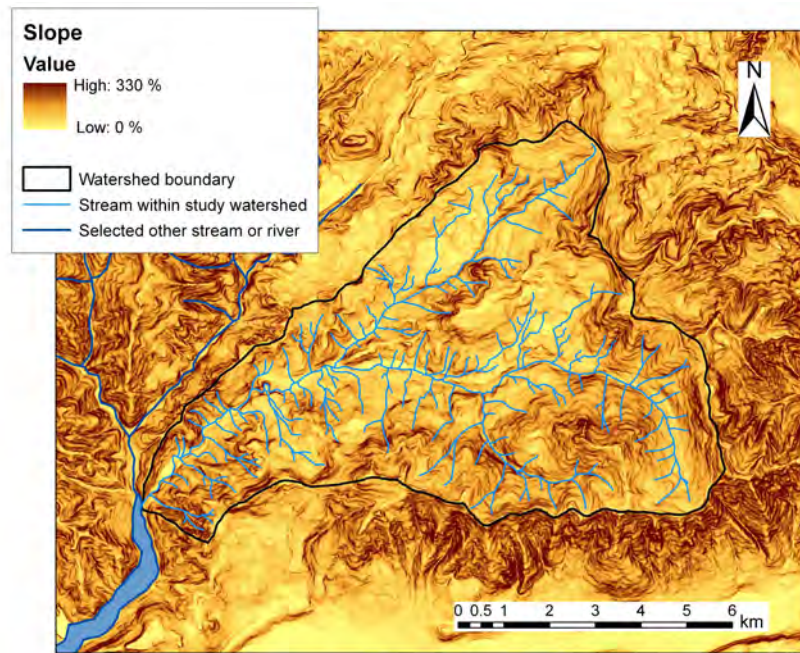 Slope
Value
High: 330 %
Low: 0 %
Watershed boundary
Stream within study watershed
Selected other stream or river
N
0 0.5 1 2 3 4 5 6
km